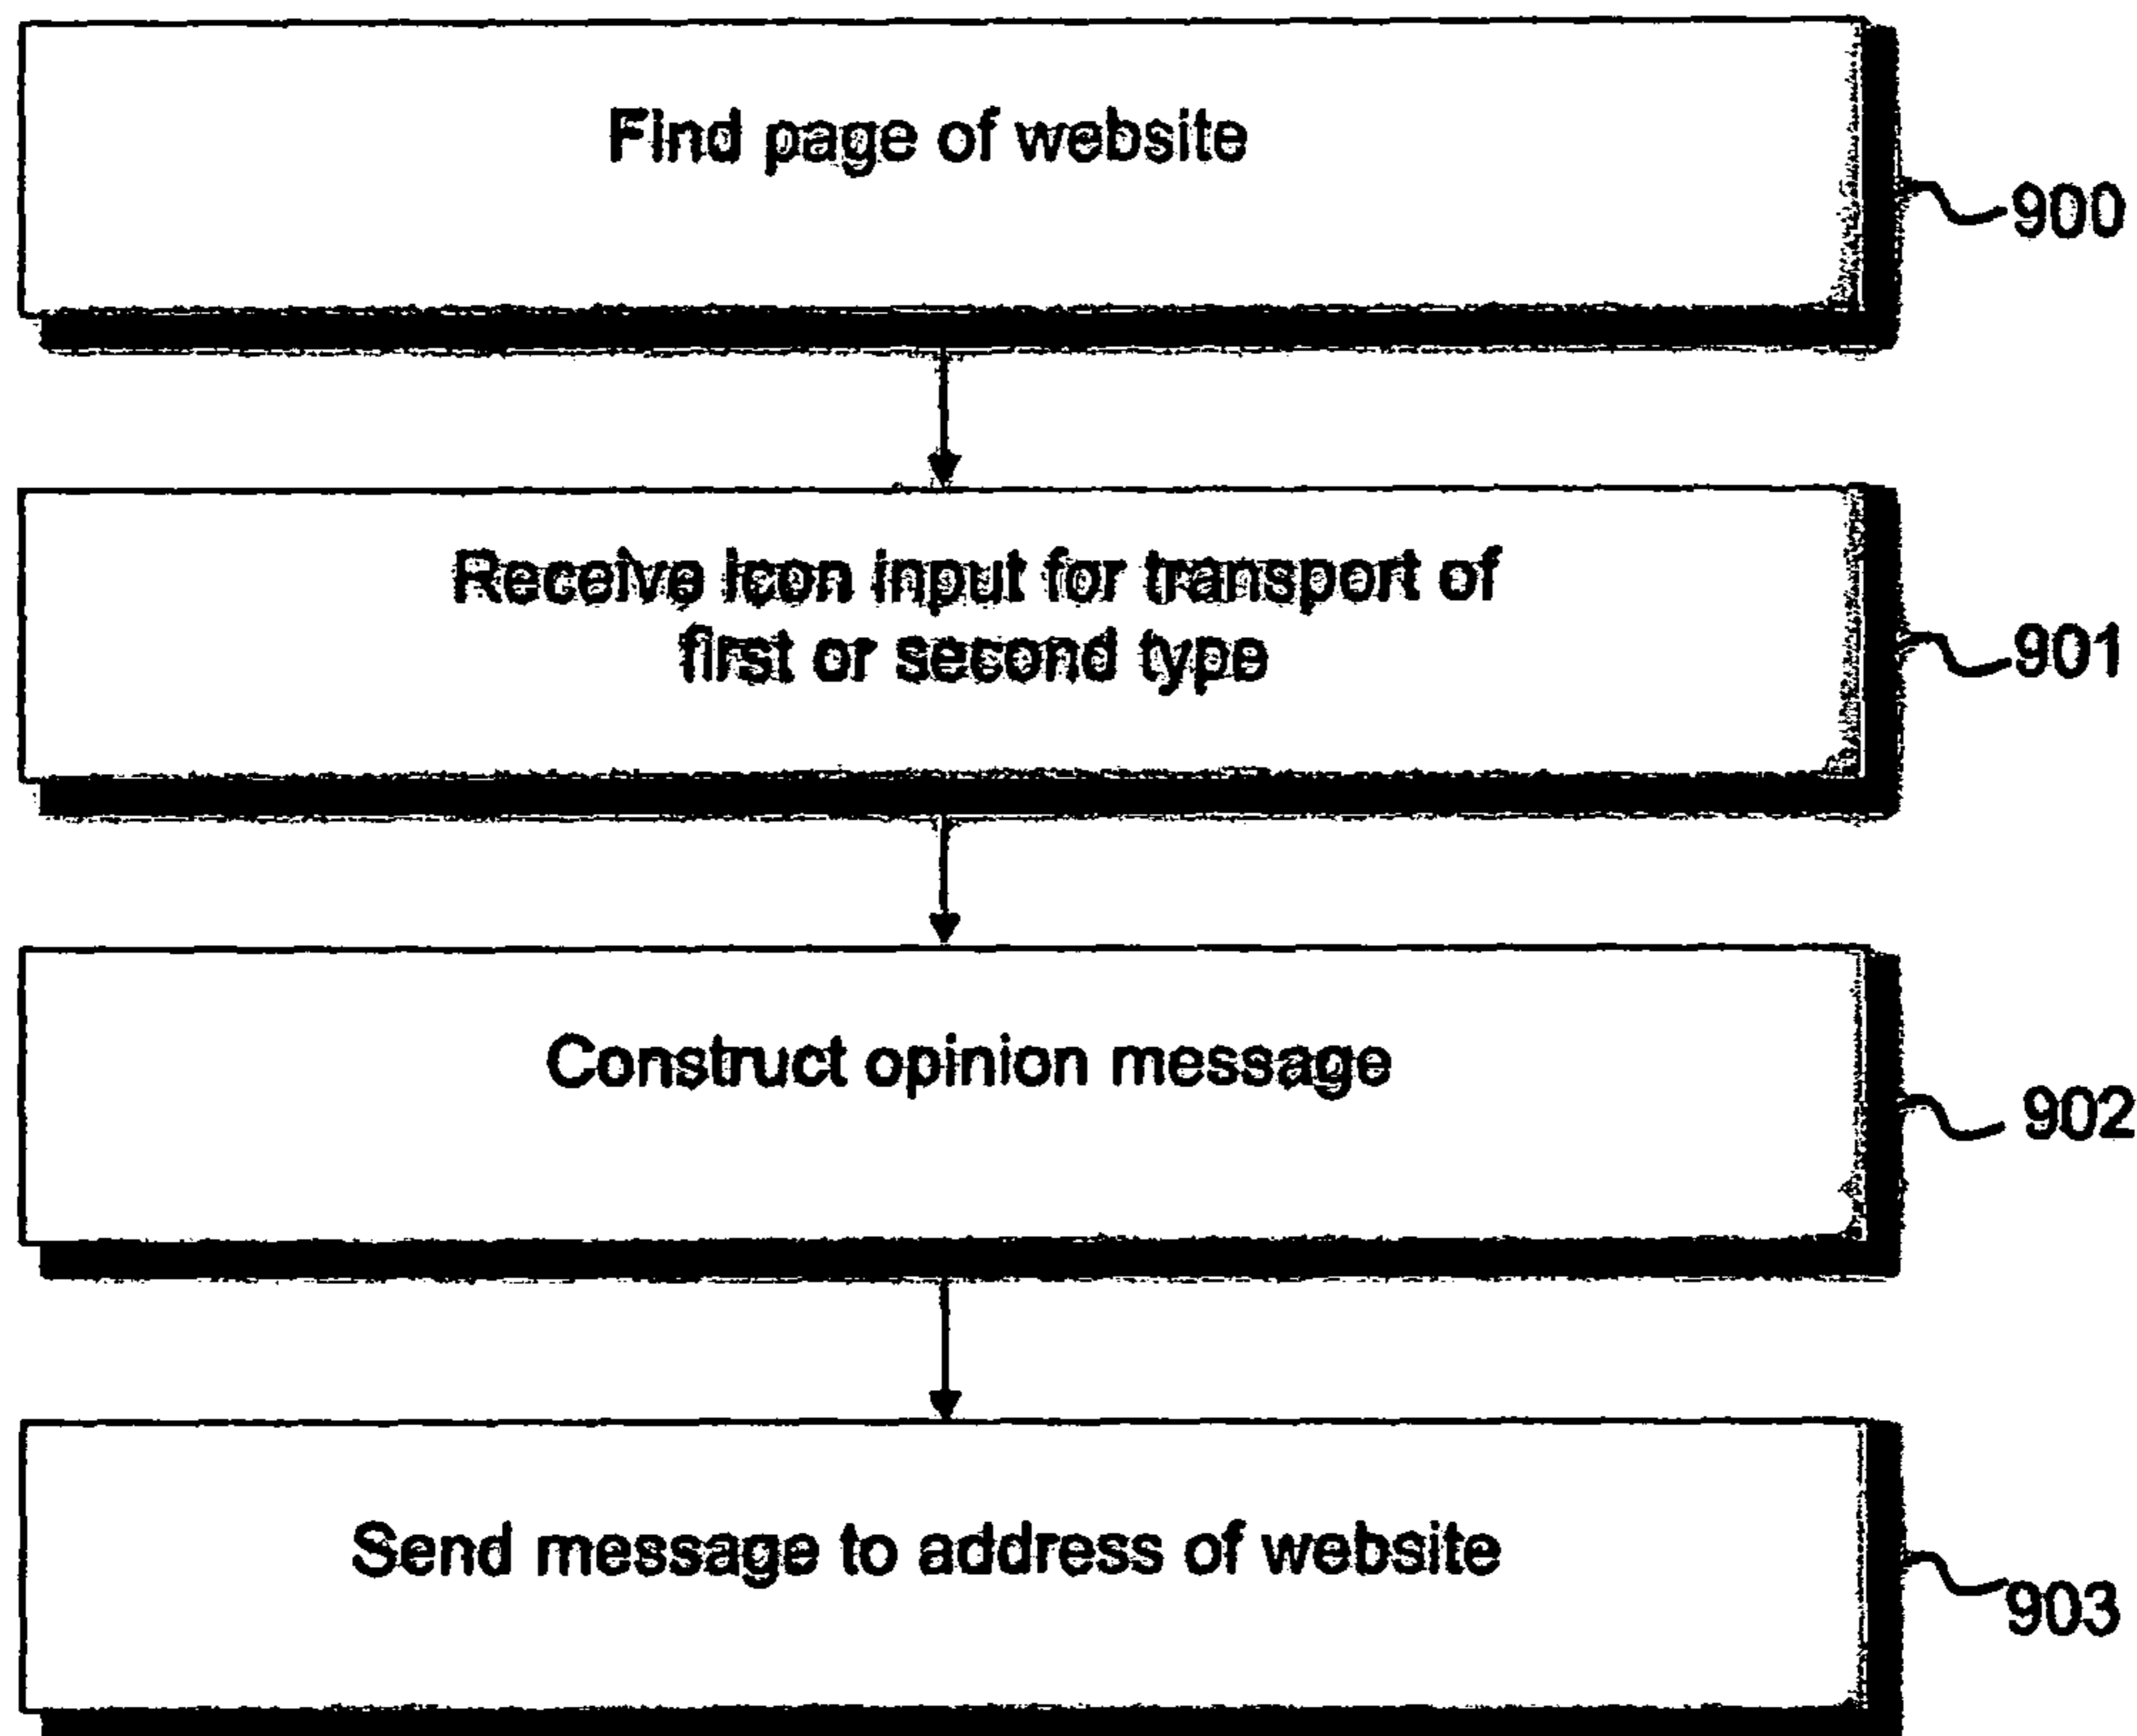 Find page of website
900
Receive icon input for transport of
first or second type
901
Construct opinion message
902
Send message to address of website
903